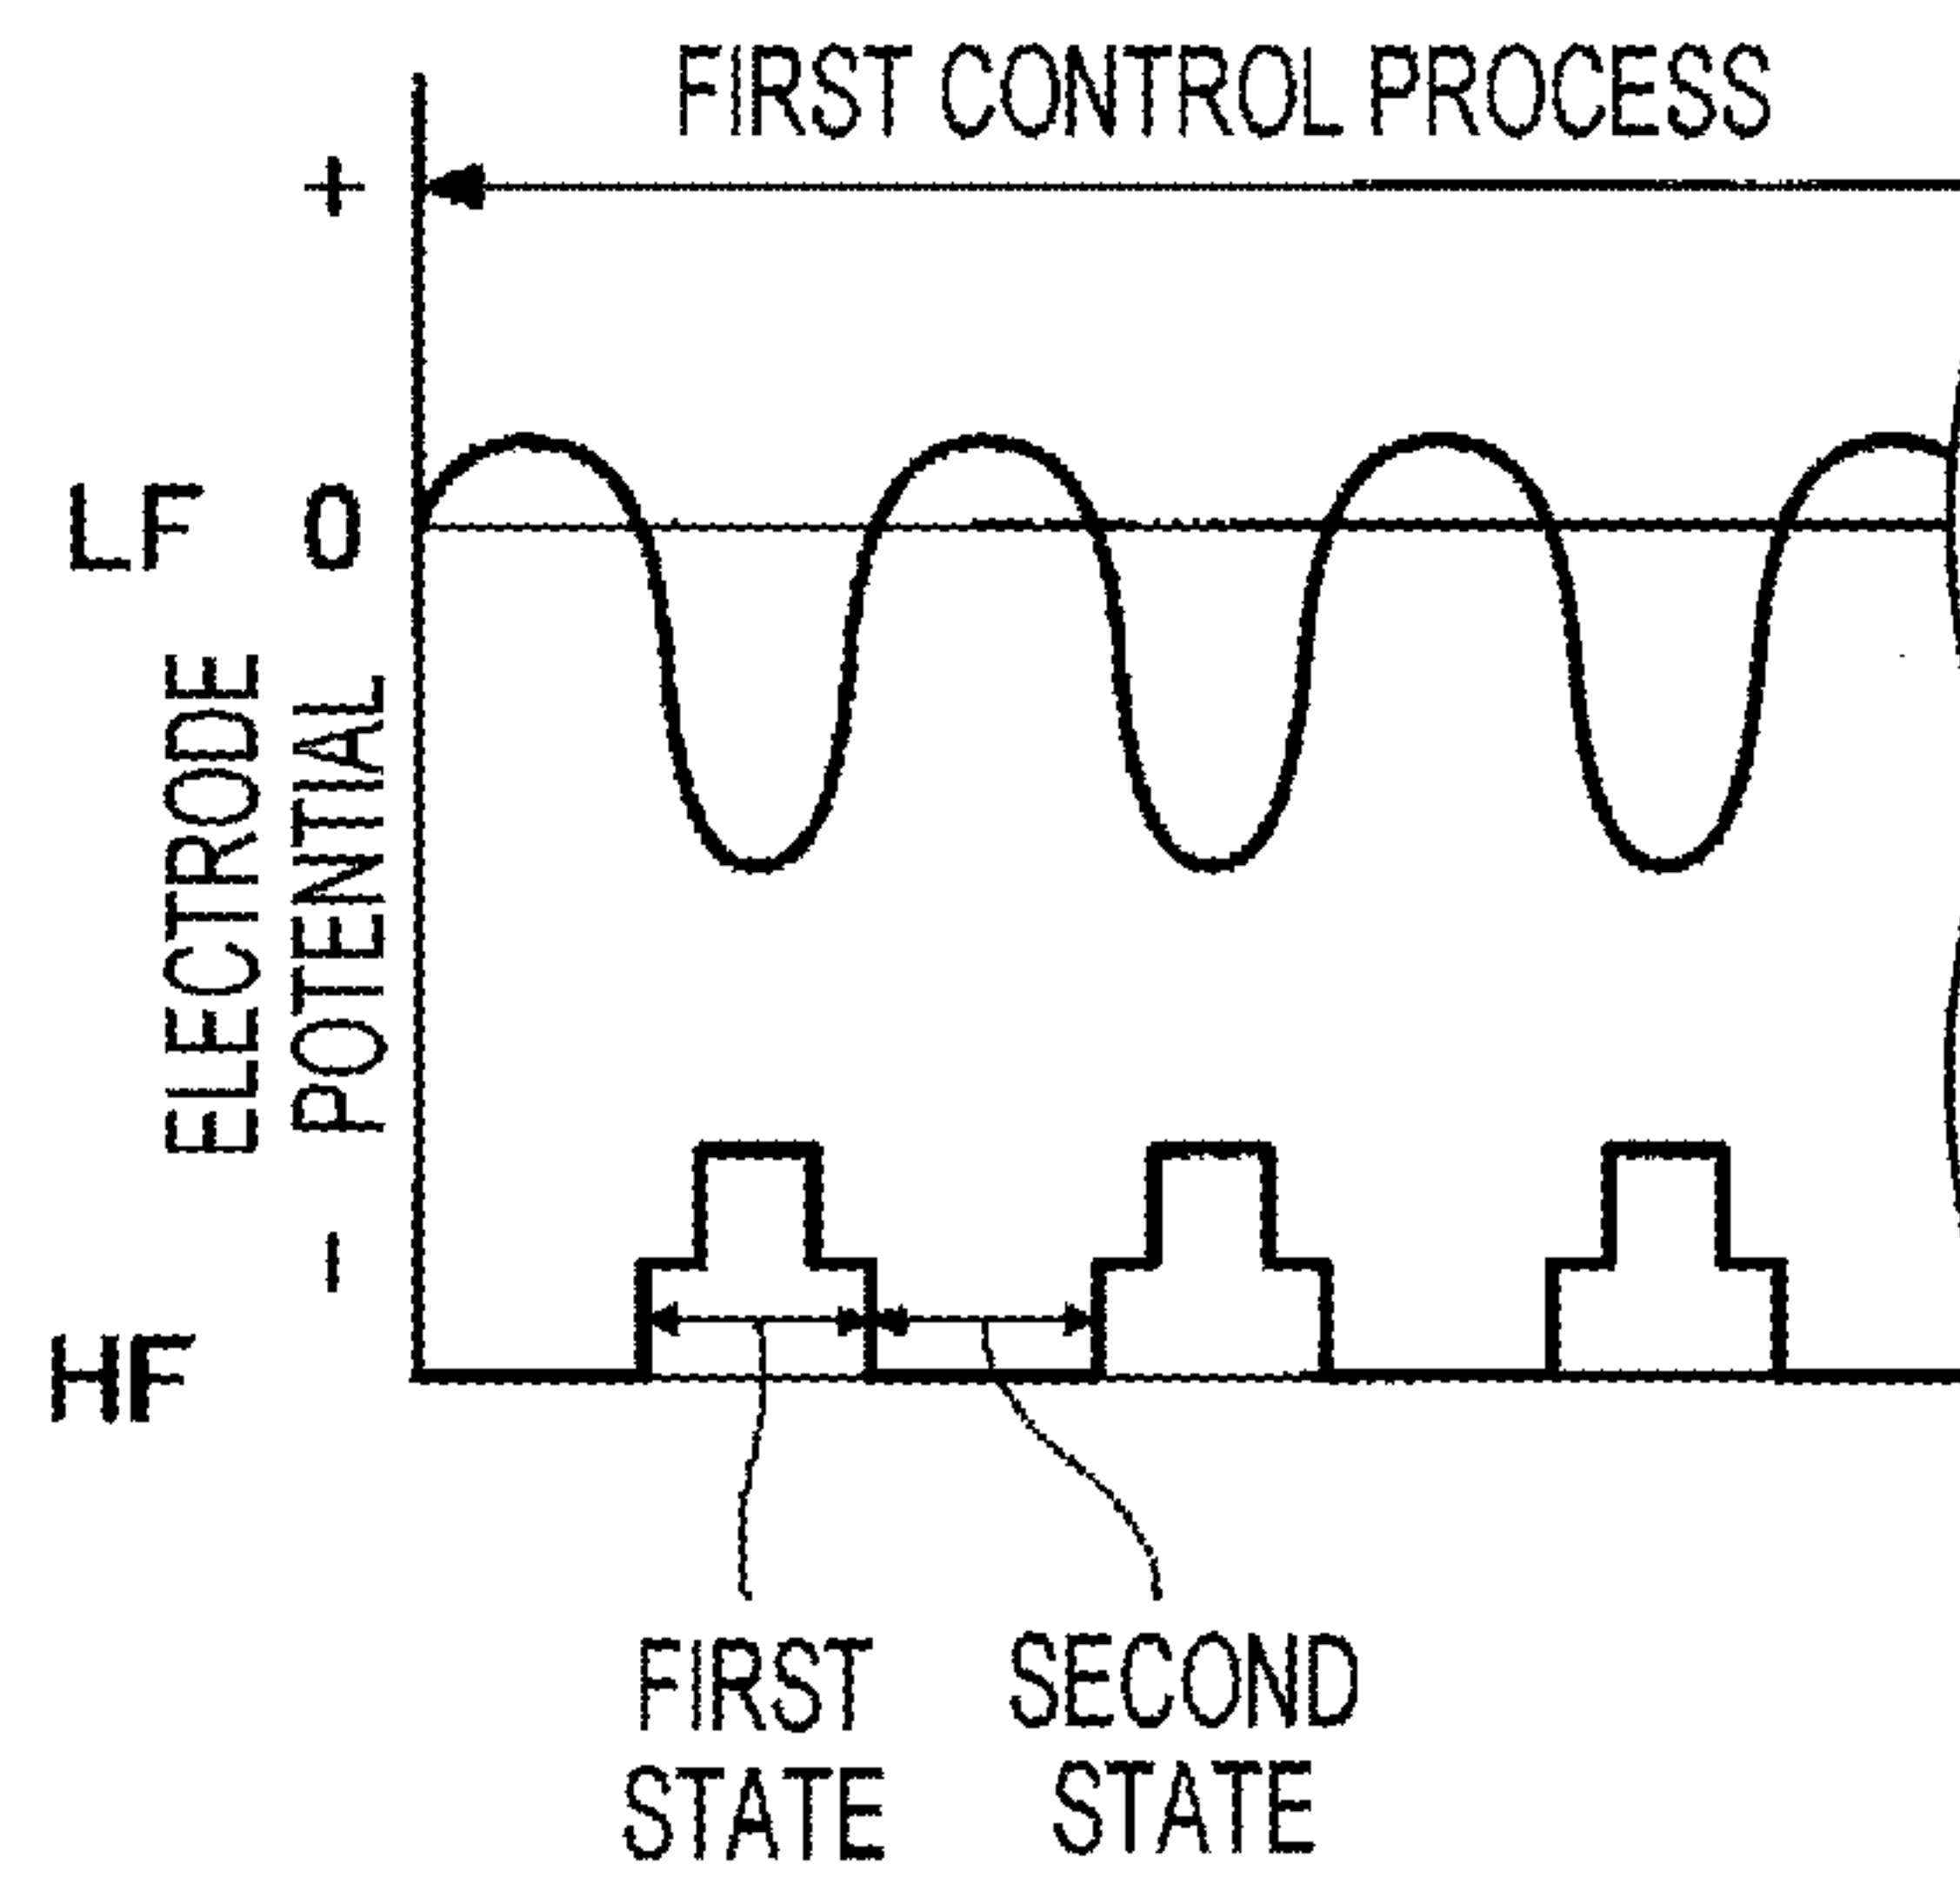 FIRST CONTROL PROCESS
+
LF 0
ELECTRODE
POTENTIAL
-
HF
FIRST
STATE
SECOND
STATE